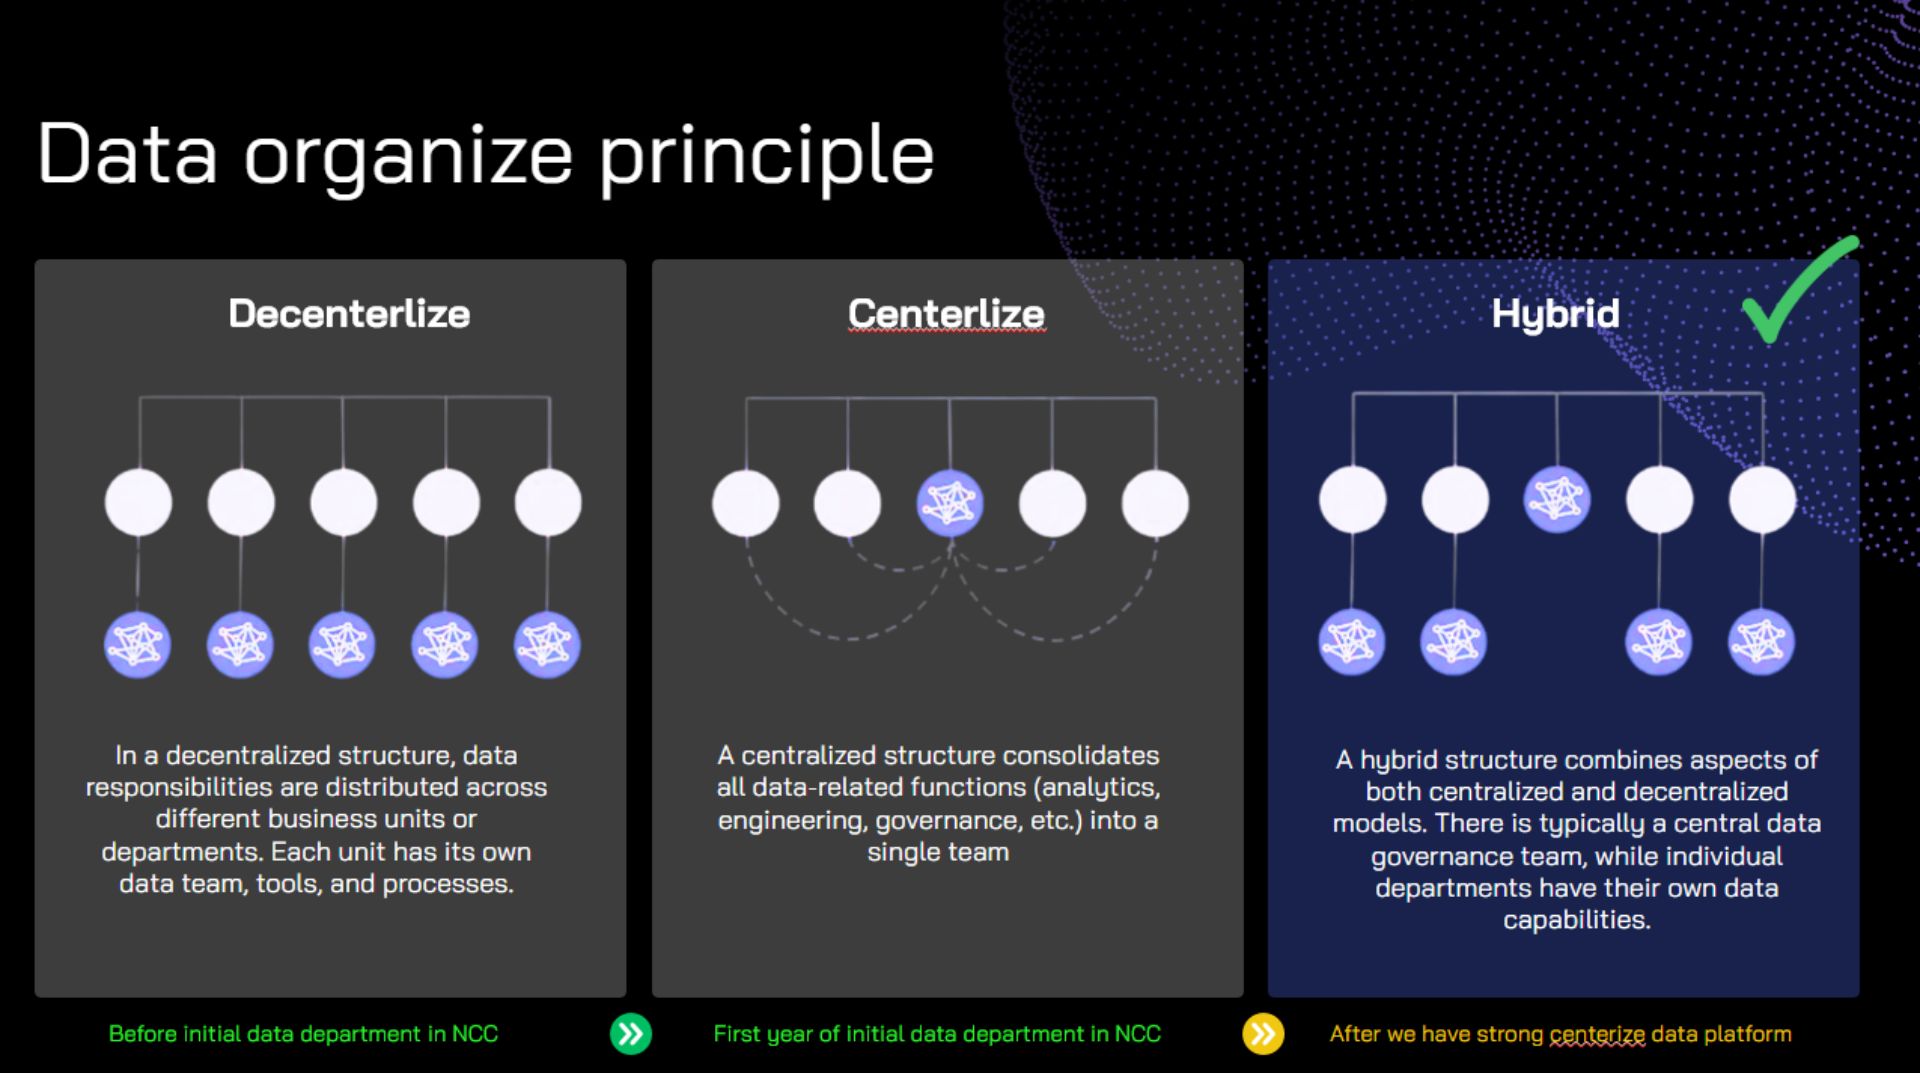 Data organize principle
Decenterlize
In a decentralized structure, data
responsibilities are distributed across
different business units or
departments. Each unit has its own
data team, tools, and processes.
Centerlize
A centralized structure consolidates
all data-related functions (analytics,
engineering, governance, etc.) into a
single team
Hybrid
A hybrid structure combines aspects of
both centralized and decentralized
models. There is typically a central data
governance team, while individual
departments have their own data
capabilities.
Before initial data department in NCC
First year of initial data department in NCC
After we have strong centerize data platform